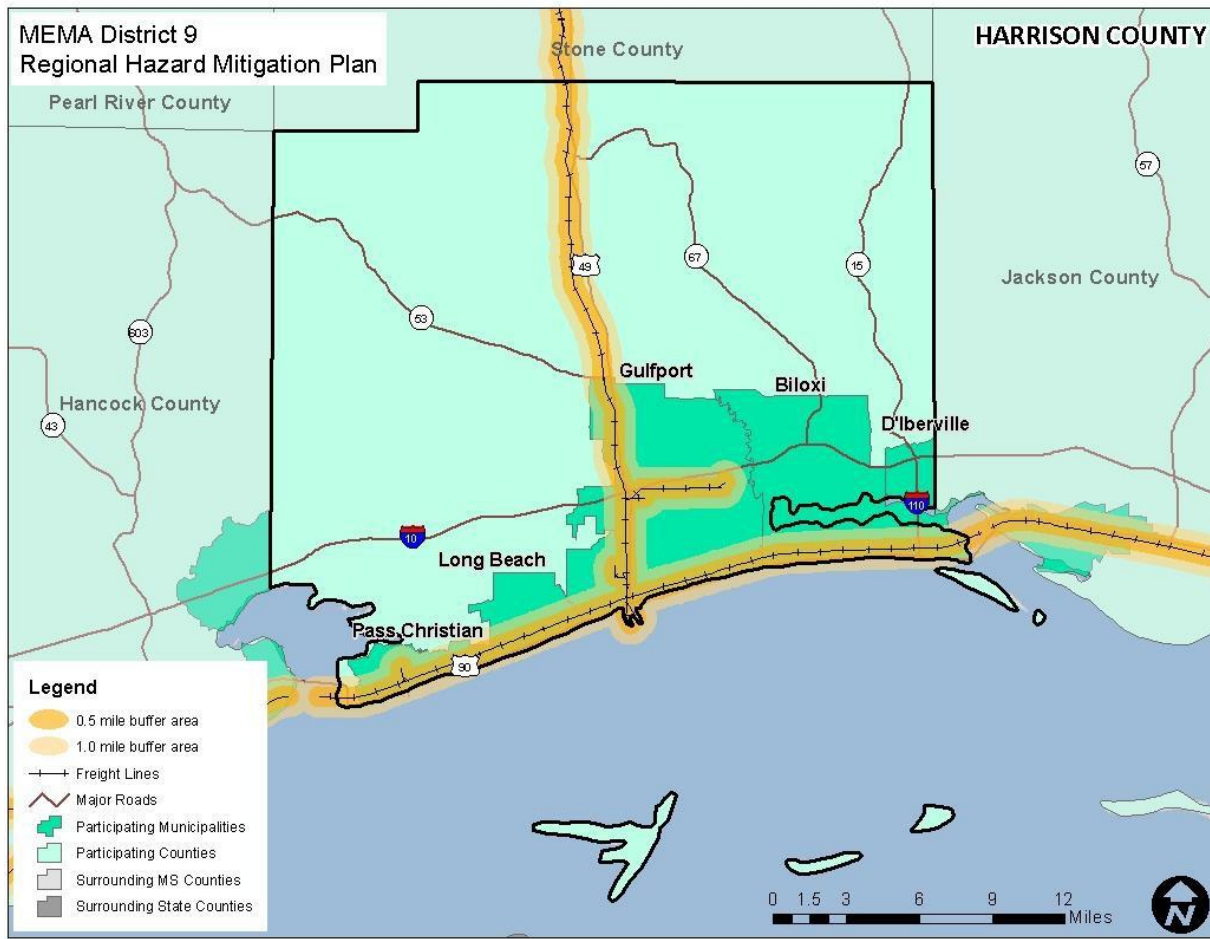 MEMA District 9
Regional Hazard Mitigation Plan
HARRISON COUNTY
Stone County
Pearl River County
57
49
67
15
Jackson County
53
603
Gulfport
Biloxi
Hancock County
43
D'Iberville
110
10
Long Beach
Pass Christian
90
Legend
0.5 mile buffer area
1.0 mile buffer area
Freight Lines
Major Roads
Participating Municipalities
Participating Counties
Surrounding MS Counties
Surrounding State Counties
0 1.5 3 6 9 12
Miles
N